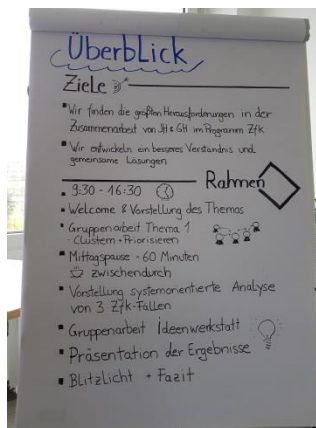 Überblick
Ziele
Wir finden die größten Herausforderungen in der
Zusammenarbeit von JH & GH im Programm ZfK
Wir entwickeln ein besseres Verständnis und
gemeinsame Lösungen
Rahmen
9:30 - 16:30
Welcome & Vorstellung des Themas
Gruppenarbeit Thema 1
- Clustern + Priorisieren
Mittagspause - 60 Minuten
zwischendurch
Vorstellung systemorientierte Analyse
von 3 ZfK-Fällen
Gruppenarbeit Ideenwerkstatt
Präsentation der Ergebnisse
Blitzlicht + Fazit